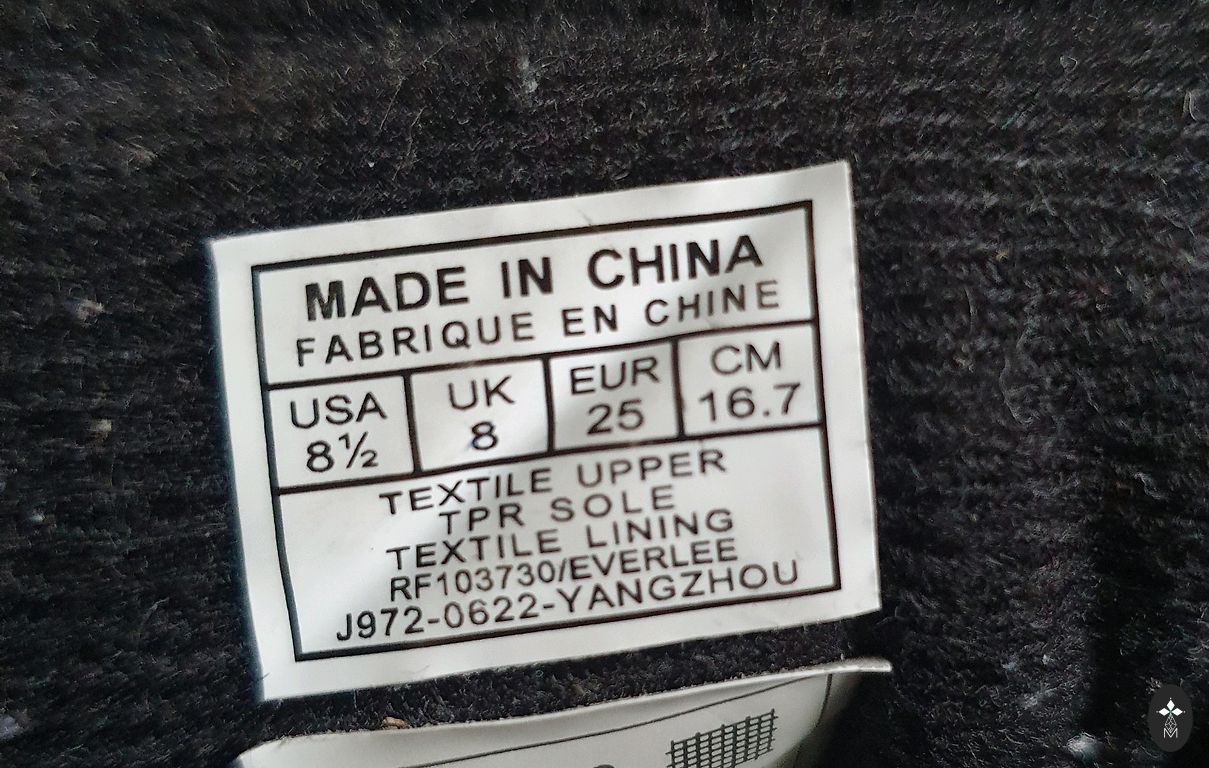 MADE IN CHINA
FABRIQUE EN CHINE
USA UK EUR CM
8½ 8 25 16.7
TEXTILE UPPER
TPR SOLE
TEXTILE LINING
RF103730/EVERLEE
J972-0622-YANGZHOU
M